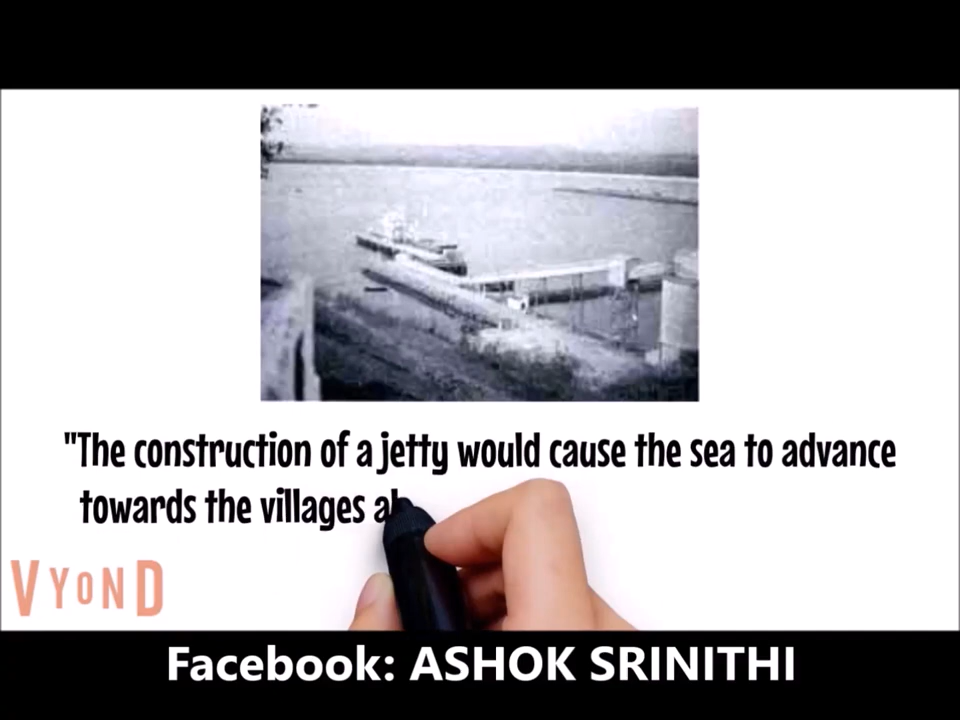 "The construction of a jetty would cause the sea to advance
towards the villages
VYOND
Facebook: ASHOK SRINITHI